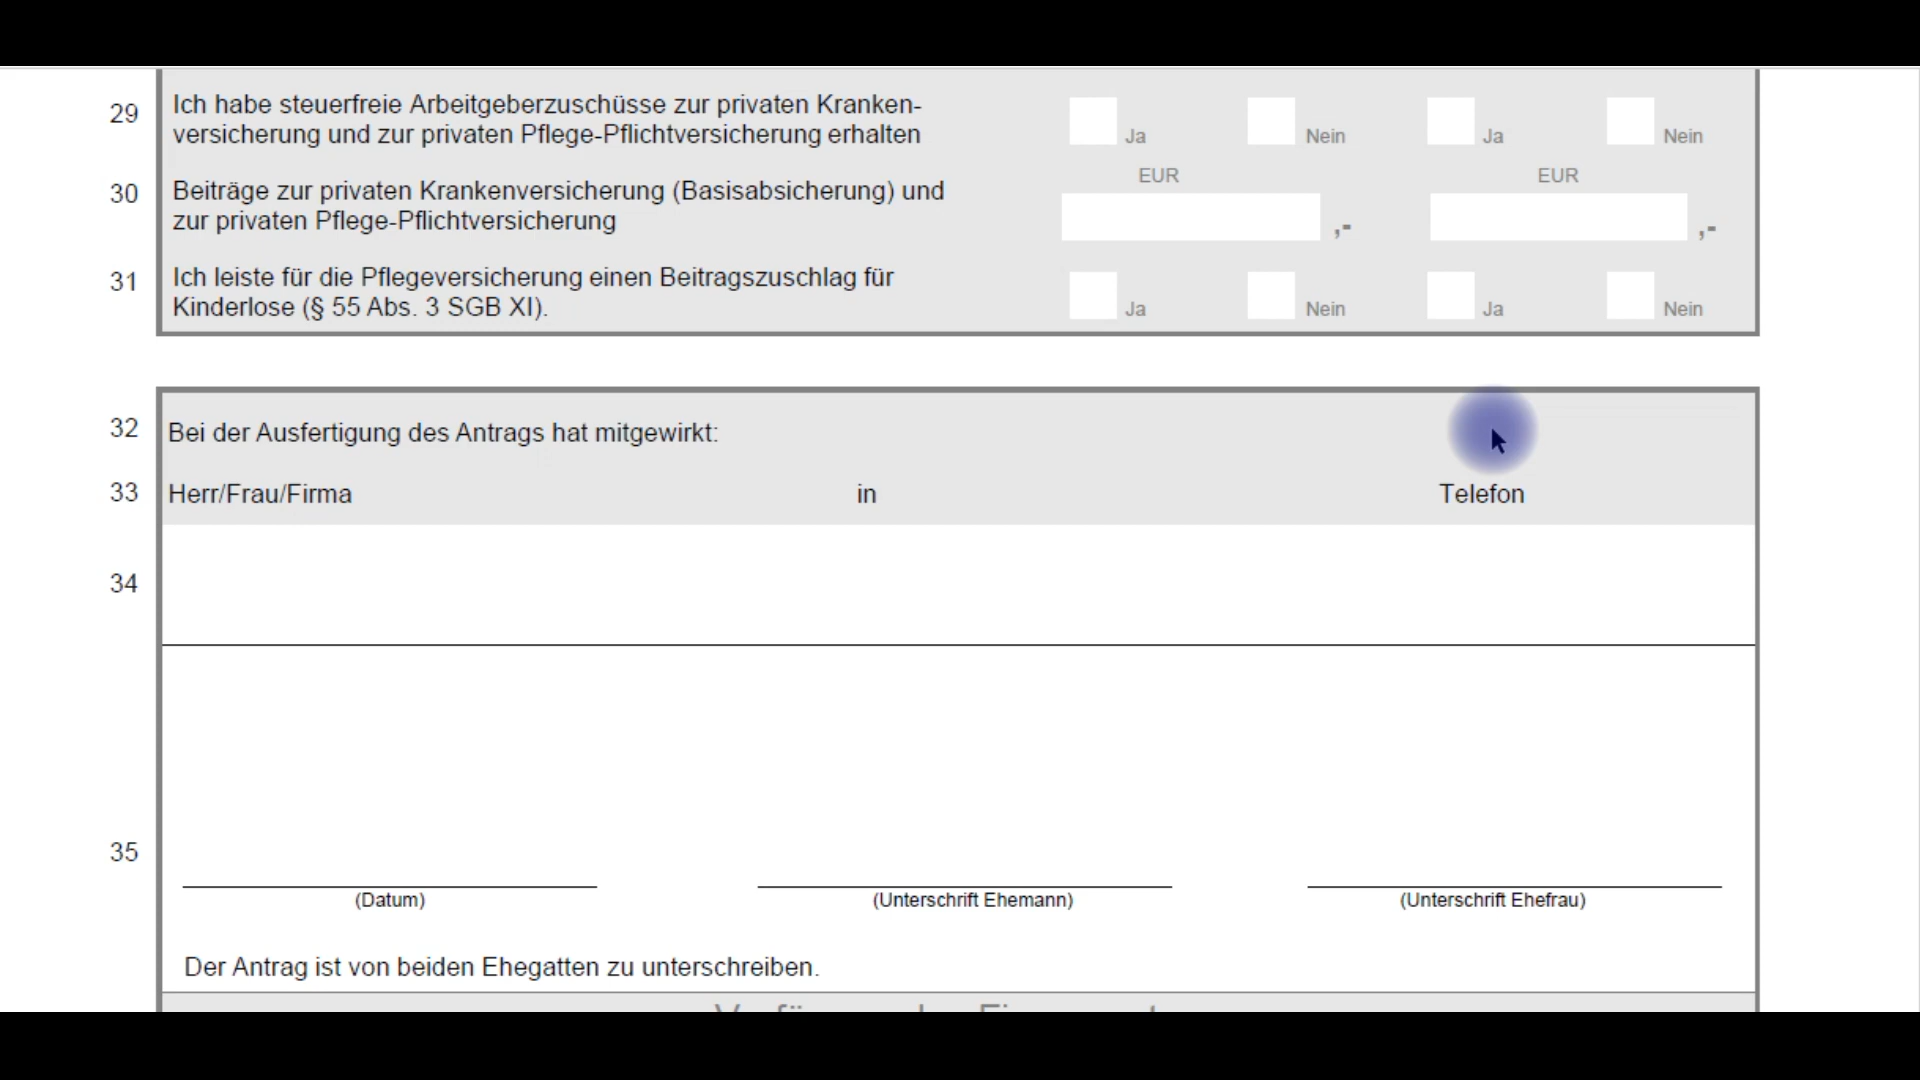 29 Ich habe steuerfreie Arbeitgeberzuschüsse zur privaten Kranken-
versicherung und zur privaten Pflege-Pflichtversicherung erhalten Ja Nein Ja Nein
EUR EUR
30 Beiträge zur privaten Krankenversicherung (Basisabsicherung) und
zur privaten Pflege-Pflichtversicherung ,- ,-
31 Ich leiste für die Pflegeversicherung einen Beitragszuschlag für
Kinderlose (§ 55 Abs. 3 SGB XI). Ja Nein Ja Nein
32 Bei der Ausfertigung des Antrags hat mitgewirkt:
33 Herr/Frau/Firma in Telefon
34
35
(Datum) (Unterschrift Ehemann) (Unterschrift Ehefrau)
Der Antrag ist von beiden Ehegatten zu unterschreiben.